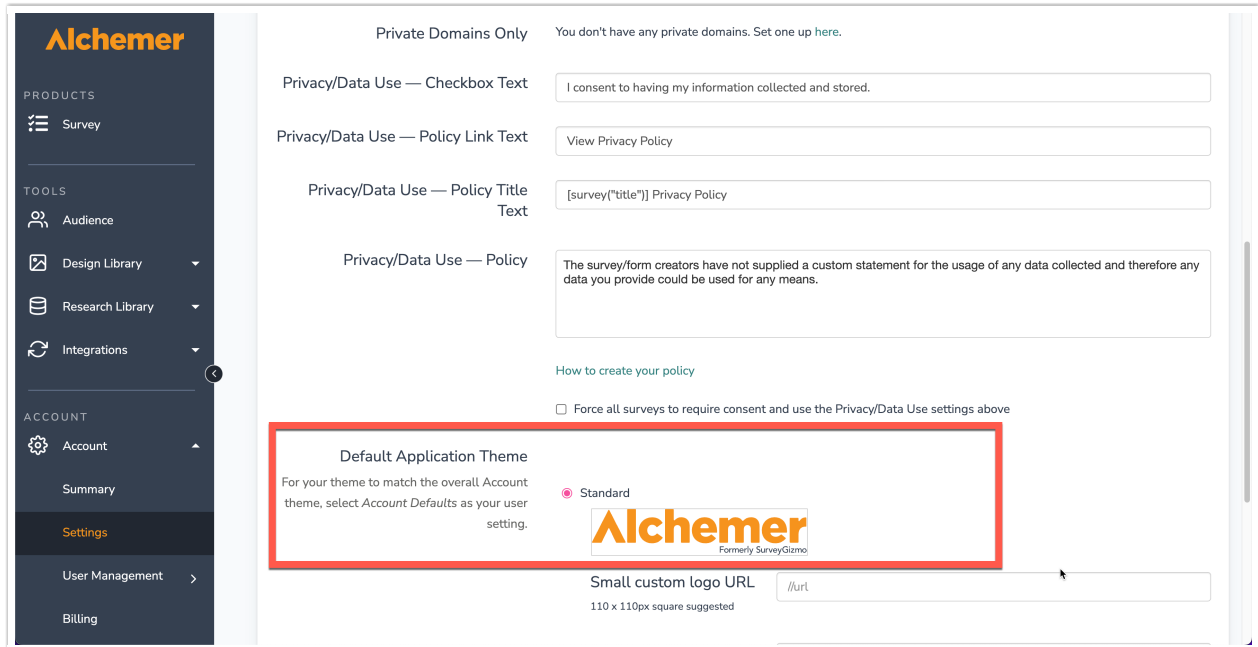 Alchemer
PRODUCTS
Survey
TOOLS
Audience
Design Library
Research Library
Integrations
ACCOUNT
Account
Summary
Settings
User Management
Billing
Private Domains Only
You don't have any private domains. Set one up here.
Privacy/Data Use — Checkbox Text
I consent to having my information collected and stored.
Privacy/Data Use — Policy Link Text
View Privacy Policy
Privacy/Data Use — Policy Title
Text
[survey("title")] Privacy Policy
Privacy/Data Use — Policy
The survey/form creators have not supplied a custom statement for the usage of any data collected and therefore any
data you provide could be used for any means.
How to create your policy
Force all surveys to require consent and use the Privacy/Data Use settings above
Default Application Theme
For your theme to match the overall Account
theme, select Account Defaults as your user
setting.
Standard
Alchemer
Formerly SurveyGizmo
Small custom logo URL
110 x 110px square suggested
//url